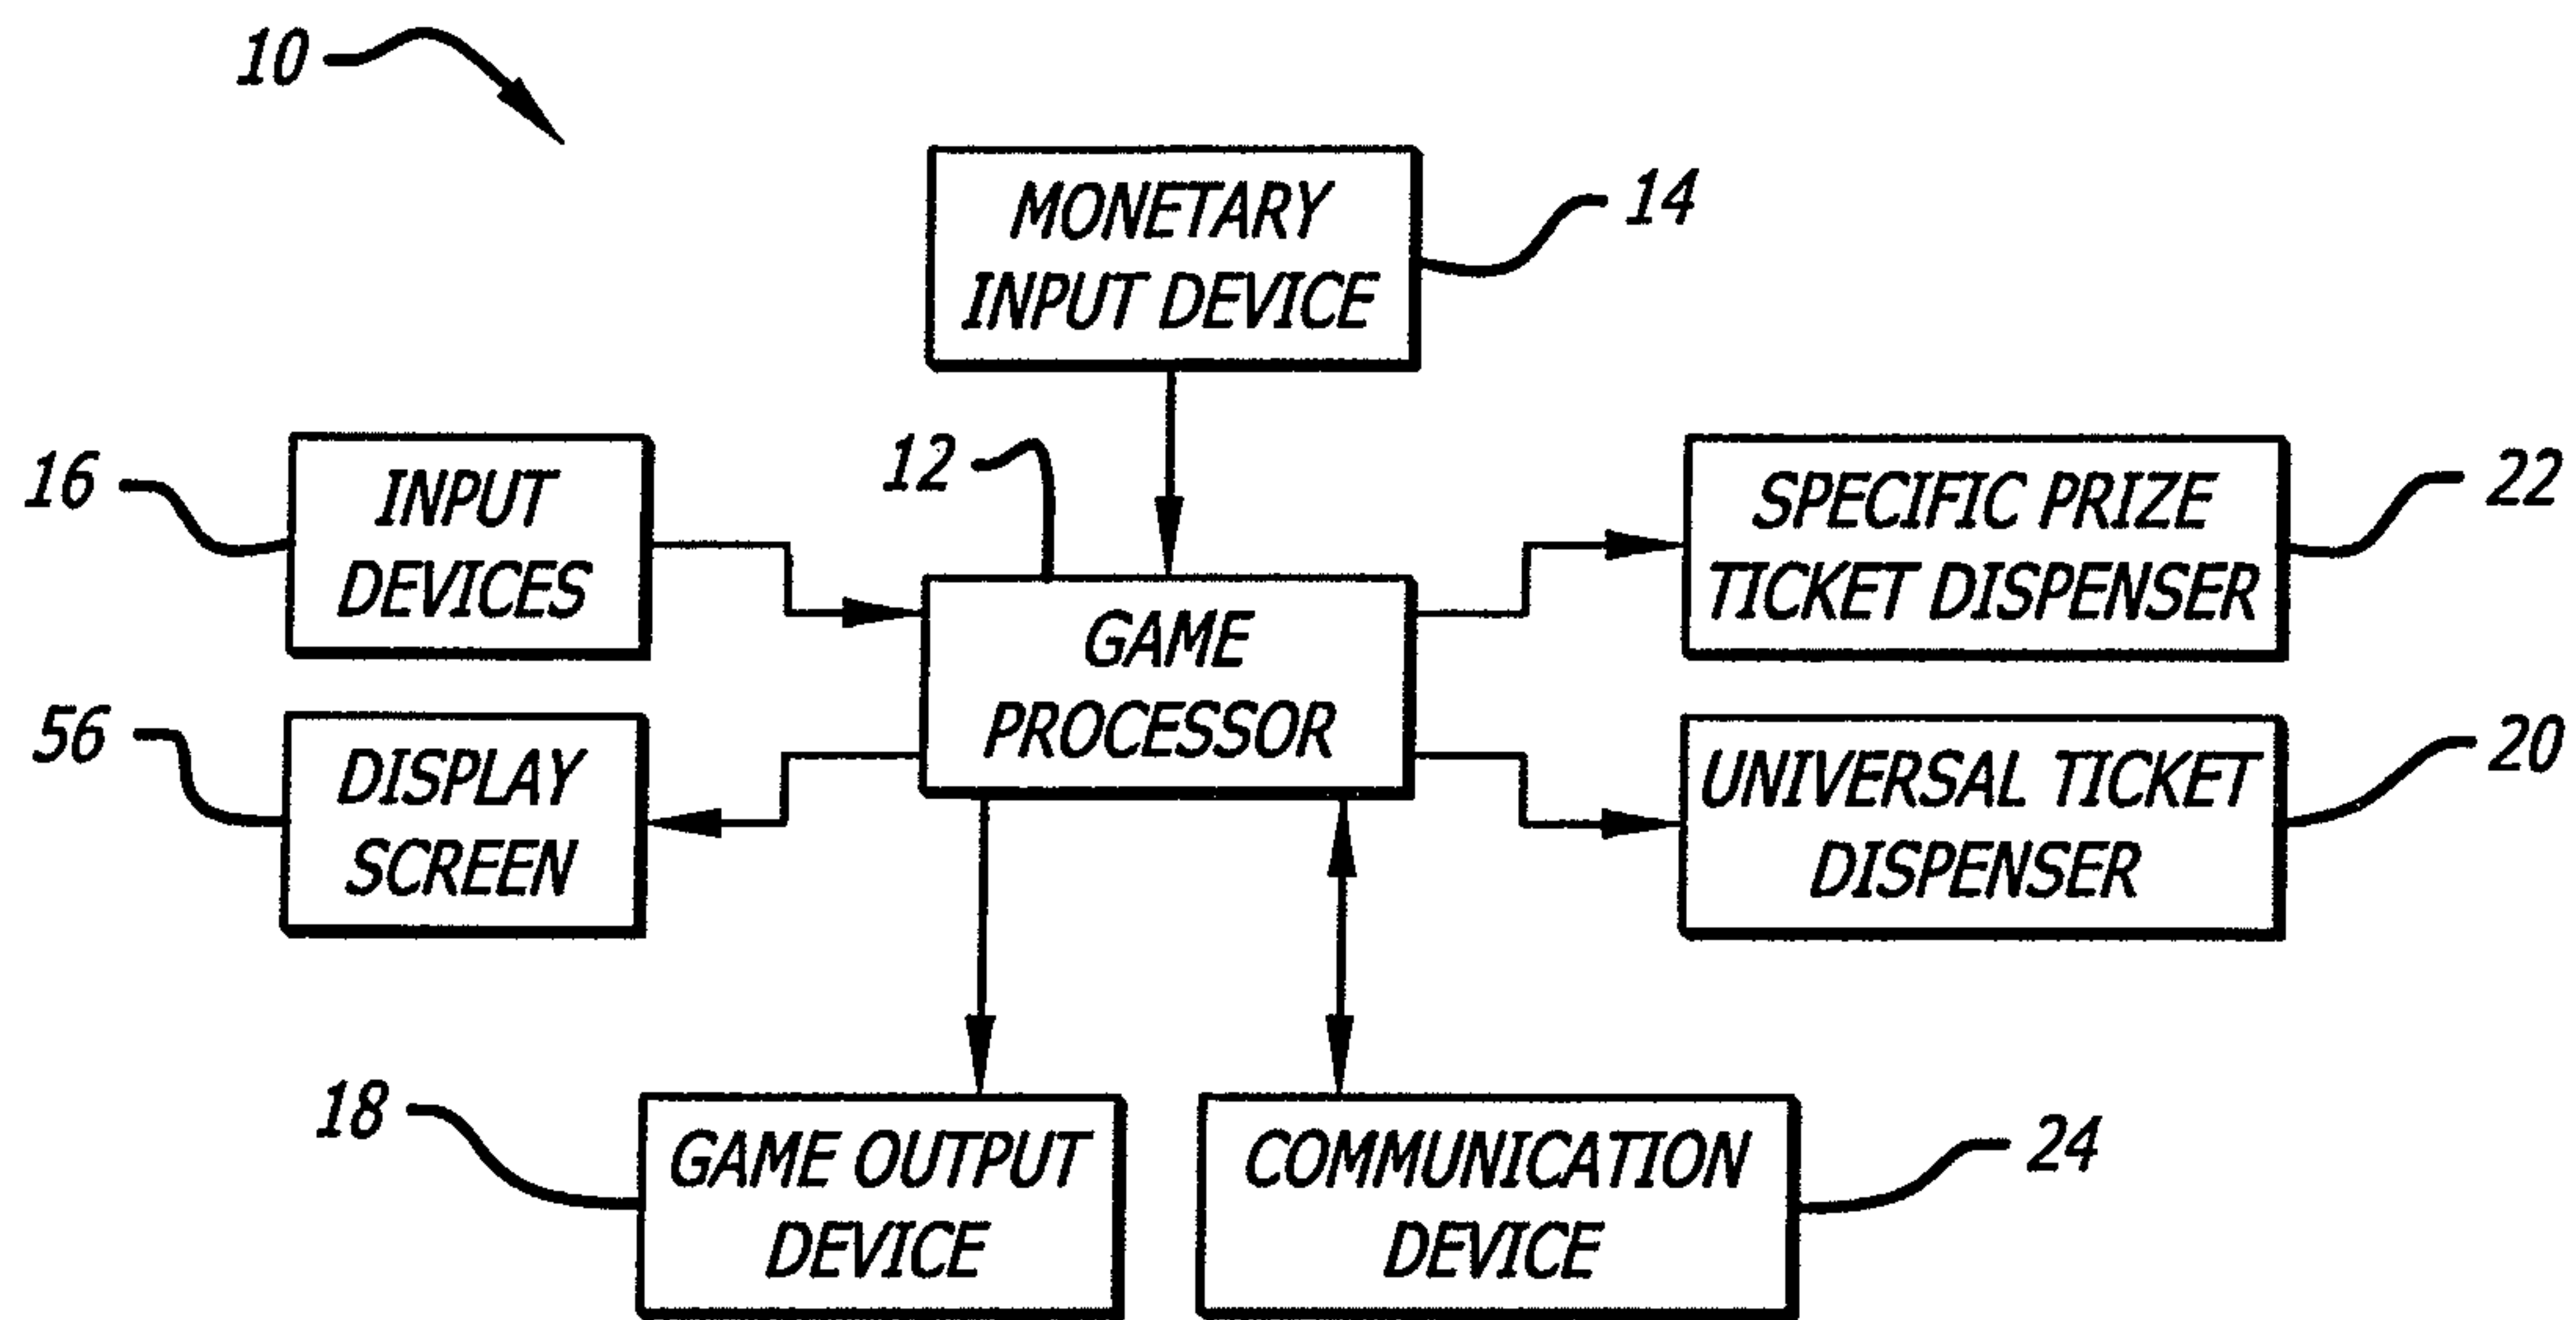 10
MONETARY
INPUT DEVICE
14
16
INPUT
DEVICES
12
GAME
PROCESSOR
SPECIFIC PRIZE
TICKET DISPENSER
22
56
DISPLAY
SCREEN
UNIVERSAL TICKET
DISPENSER
20
18
GAME OUTPUT
DEVICE
COMMUNICATION
DEVICE
24